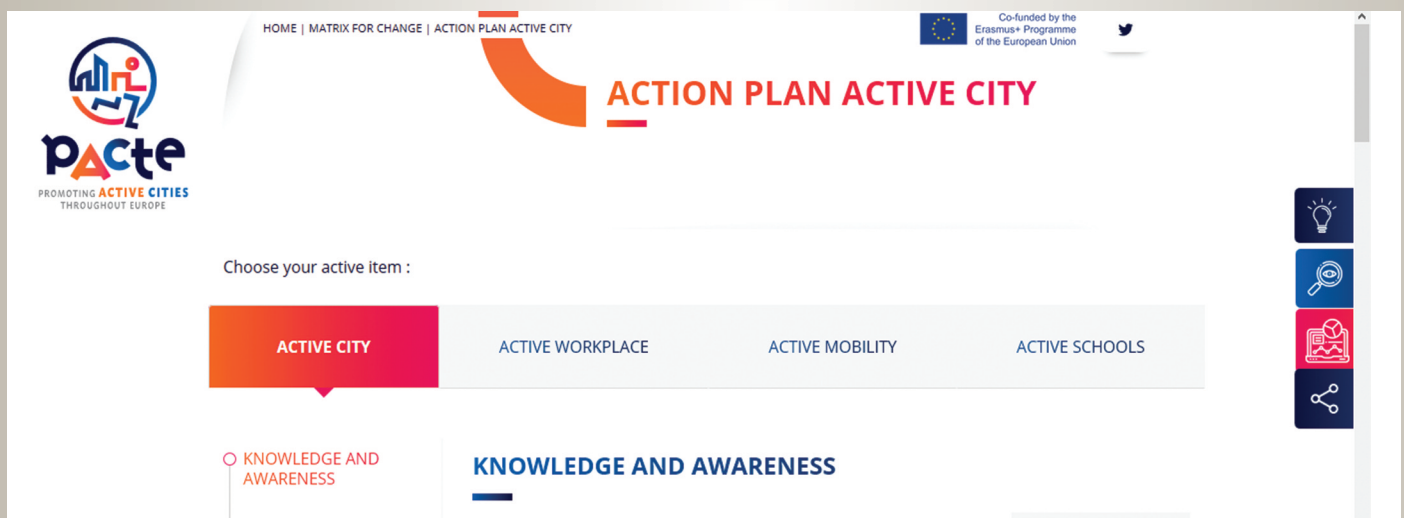 HOME | MATRIX FOR CHANGE | ACTION PLAN ACTIVE CITY
Co-funded by the
Erasmus+ Programme
of the European Union
ACTION PLAN ACTIVE CITY
pacte
PROMOTING ACTIVE CITIES
THROUGHOUT EUROPE
Choose your active item :
ACTIVE CITY
ACTIVE WORKPLACE
ACTIVE MOBILITY
ACTIVE SCHOOLS
KNOWLEDGE AND
AWARENESS
KNOWLEDGE AND AWARENESS